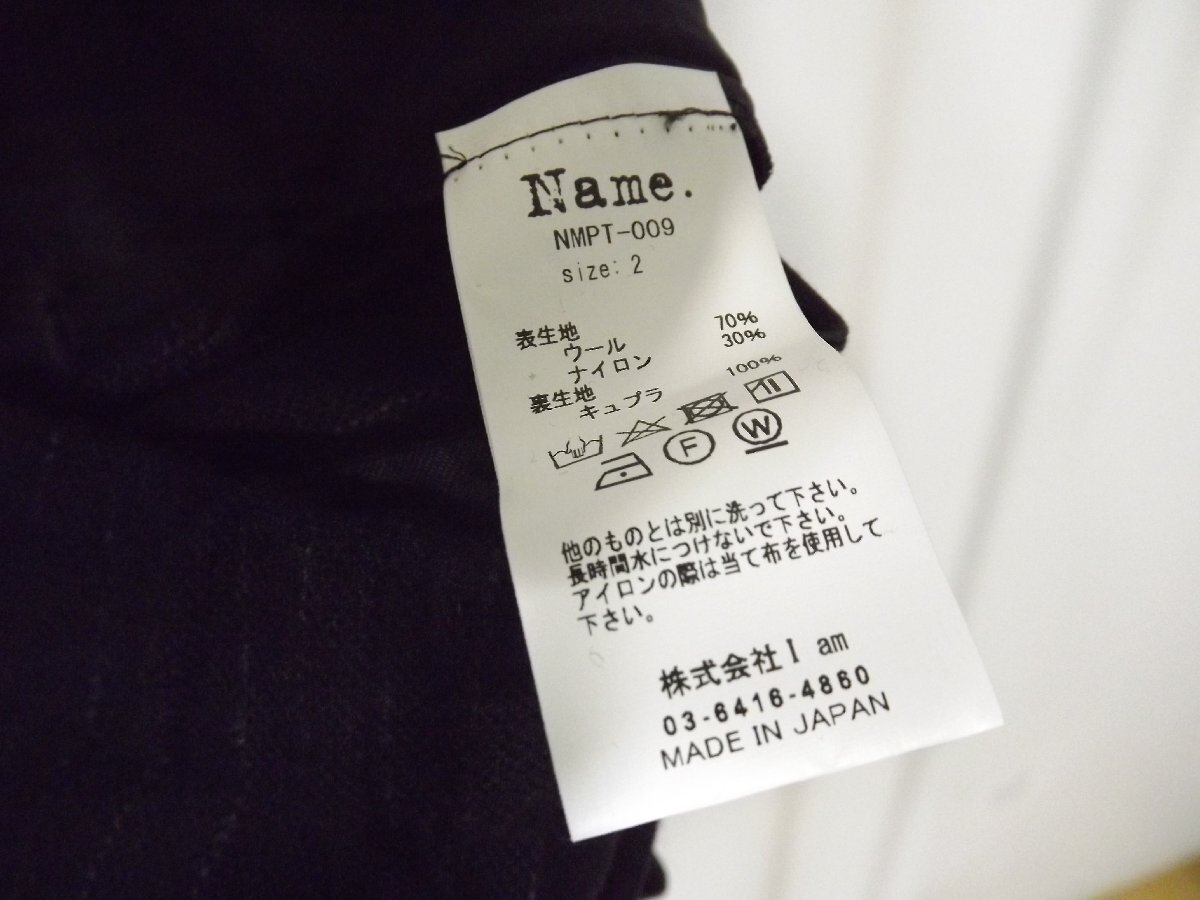 Name.
NMPT-009
size: 2
表生地
ウール 70%
ナイロン 30%
裏生地
キュプラ 100%
F W
他のものとは別に洗って下さい。
長時間水につけないで下さい。
アイロンの際は当て布を使用して
下さい。
株式会社I am
03-6416-4860
MADE IN JAPAN